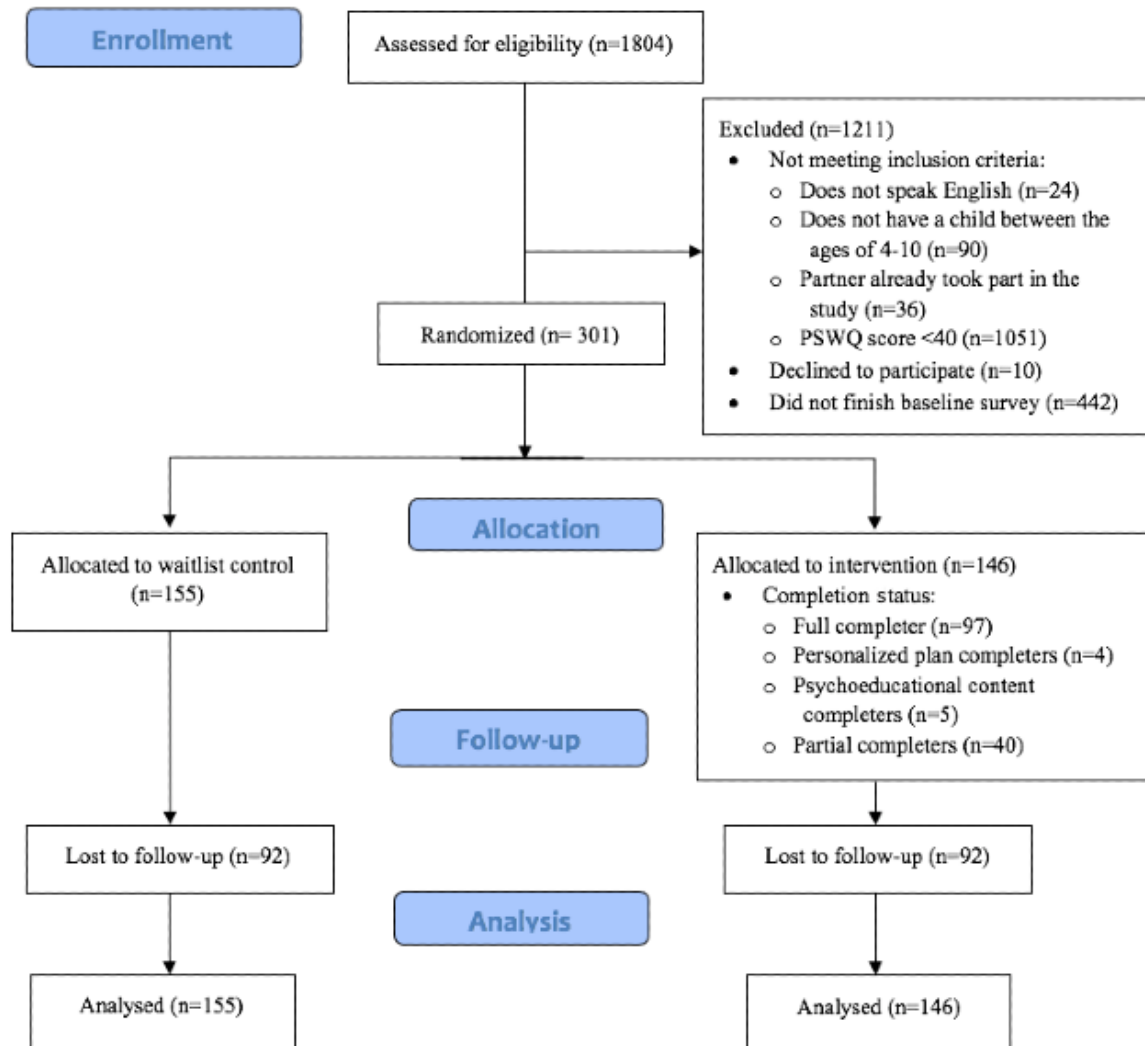 Enrollment
Assessed for eligibility (n=1804)
Excluded (n=1211)
• Not meeting inclusion criteria:
o Does not speak English (n=24)
o Does not have a child between the
ages of 4-10 (n=90)
o Partner already took part in the
study (n=36)
o PSWQ score <40 (n=1051)
• Declined to participate (n=10)
• Did not finish baseline survey (n=442)
Randomized (n= 301)
Allocation
Allocated to waitlist control
(n=155)
Allocated to intervention (n=146)
• Completion status:
o Full completer (n=97)
o Personalized plan completers (n=4)
o Psychoeducational content
completers (n=5)
o Partial completers (n=40)
Follow-up
Lost to follow-up (n=92)
Lost to follow-up (n=92)
Analysis
Analysed (n=155)
Analysed (n=146)